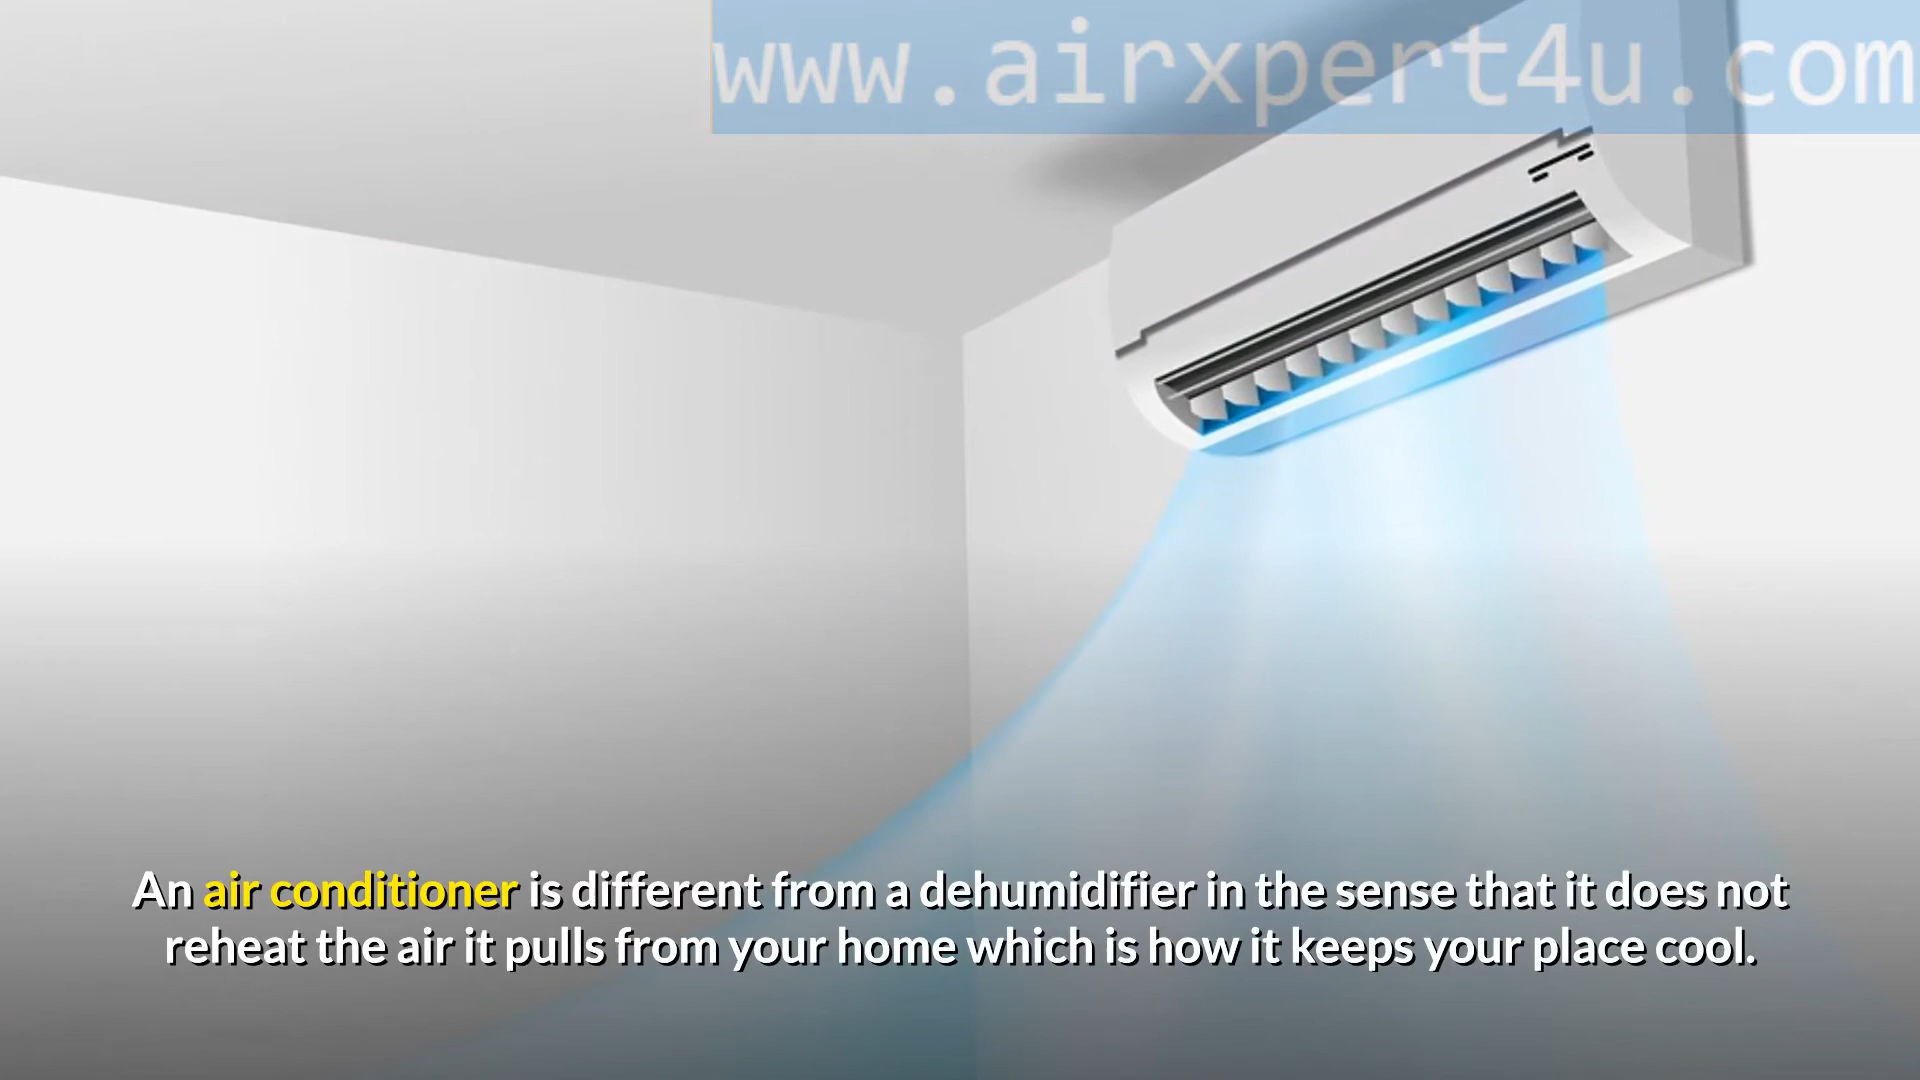 www.airxpert4u.com
An air conditioner is different from a dehumidifier in the sense that it does not
reheat the air it pulls from your home which is how it keeps your place cool.